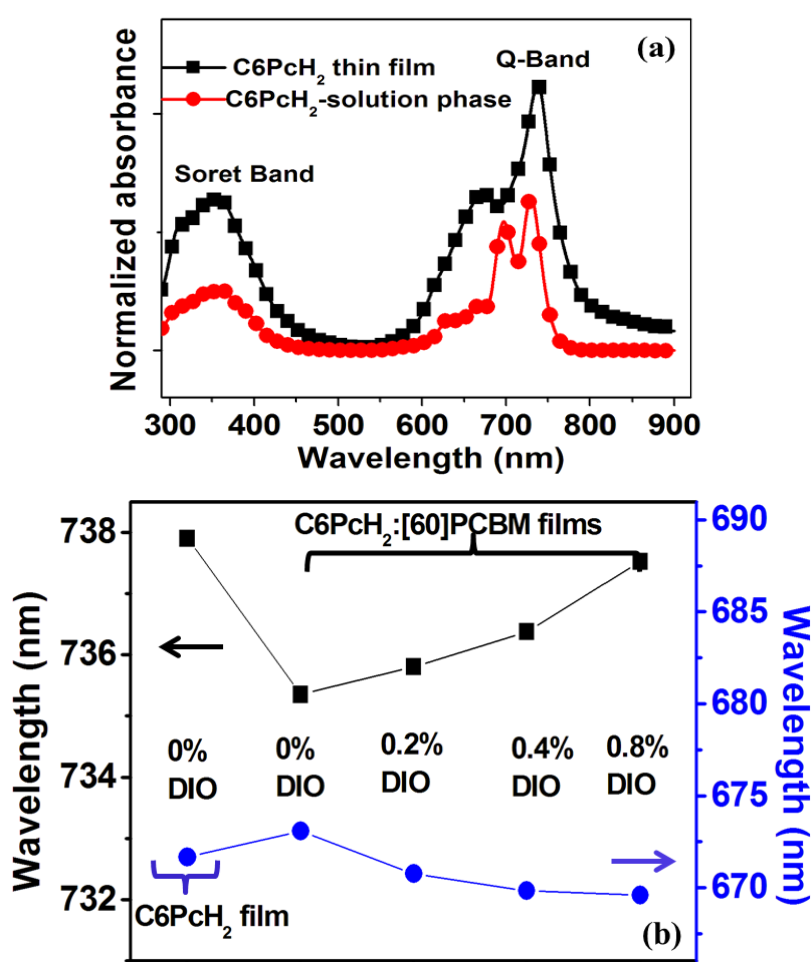 (a)
C6PcH₂ thin film
C6PcH₂-solution phase
Q-Band
Soret Band
Normalized absorbance
300 400 500 600 700 800 900
Wavelength (nm)
C6PcH₂:[60]PCBM films
738
736
734
732
Wavelength (nm)
690
685
680
675
670
Wavelength (nm)
0% 0% 0.2% 0.4% 0.8%
DIO DIO DIO DIO DIO
C6PcH₂ film
(b)